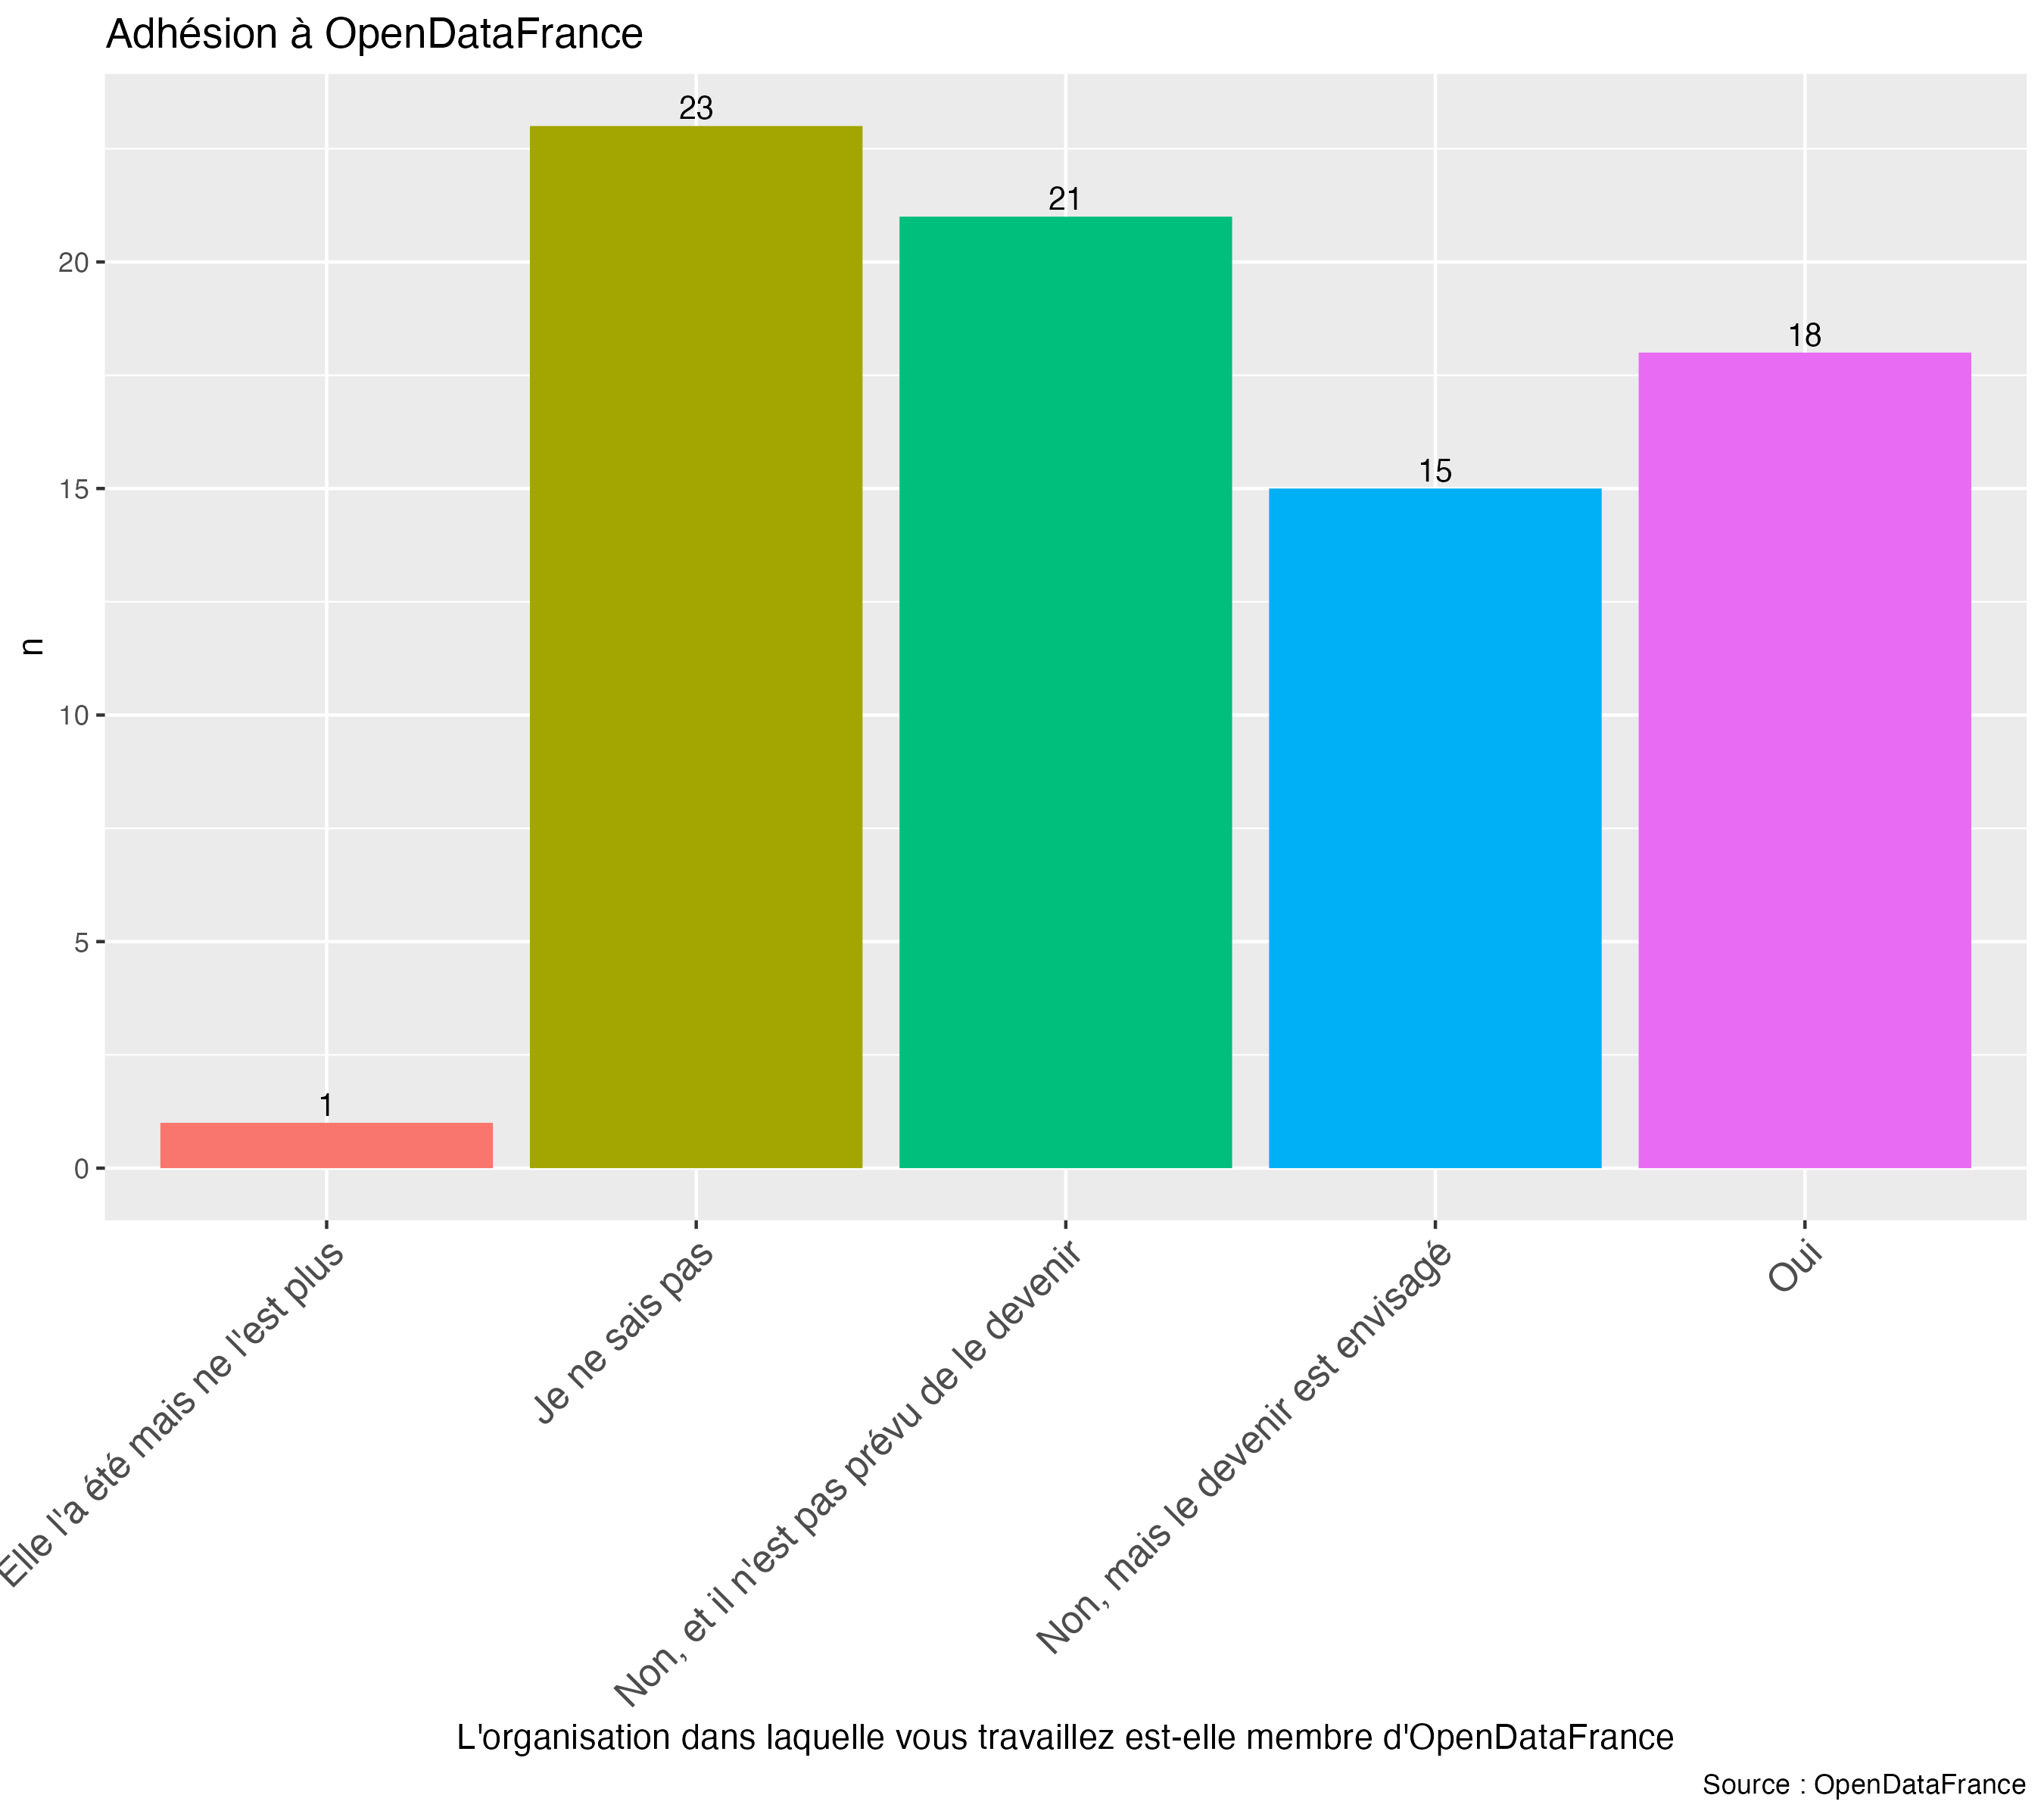 Adhésion à OpenDataFrance
23
21
18
15
1
n
20
15
10
5
0
Elle l'a été mais ne l'est plus
Je ne sais pas
Non, et il n'est pas prévu de le devenir
Non, mais le devenir est envisagé
Oui
L'organisation dans laquelle vous travaillez est-elle membre d'OpenDataFrance
Source : OpenDataFrance